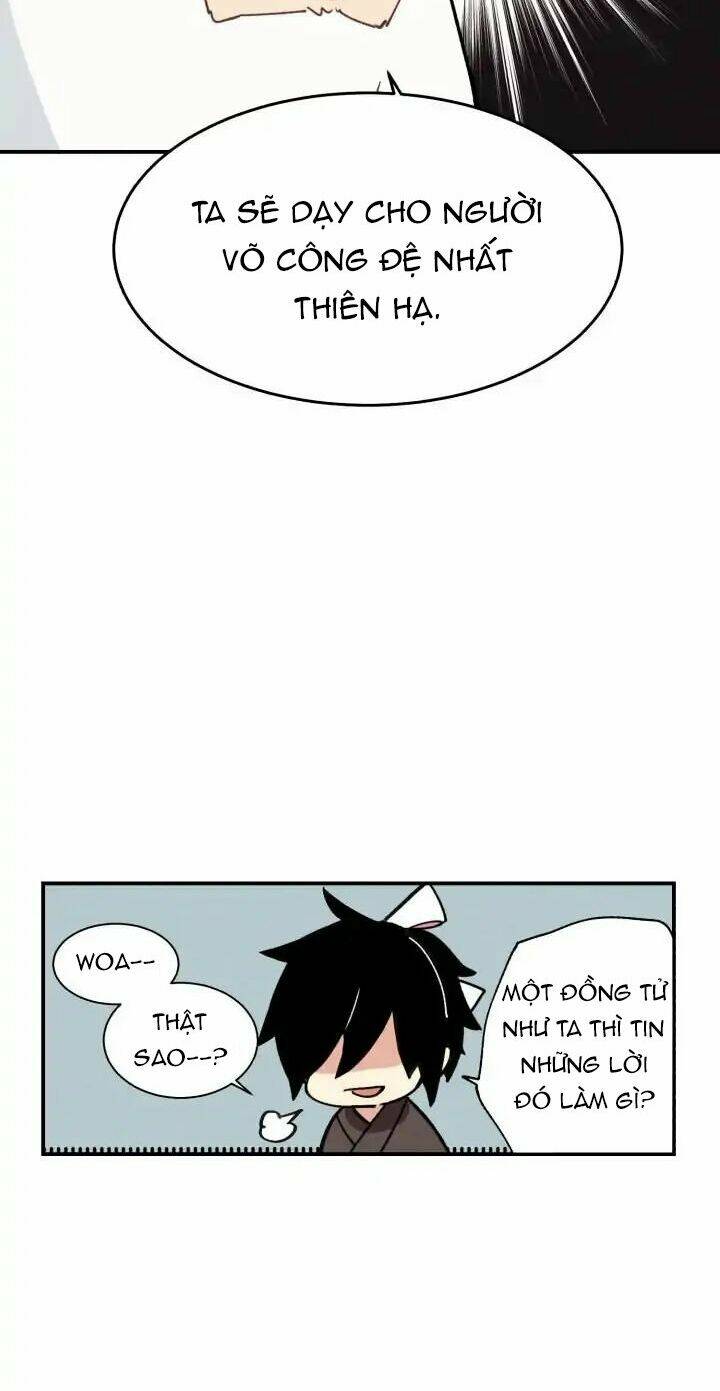 TA SẼ DẠY CHO NGƯỜI
VÕ CÔNG ĐỆ NHẤT
THIÊN HẠ.
WOA--
THẬT
SAO--?
MỘT ĐỒNG TỬ
NHƯ TA THÌ TIN
NHỮNG LỜI
ĐÓ LÀM GÌ?